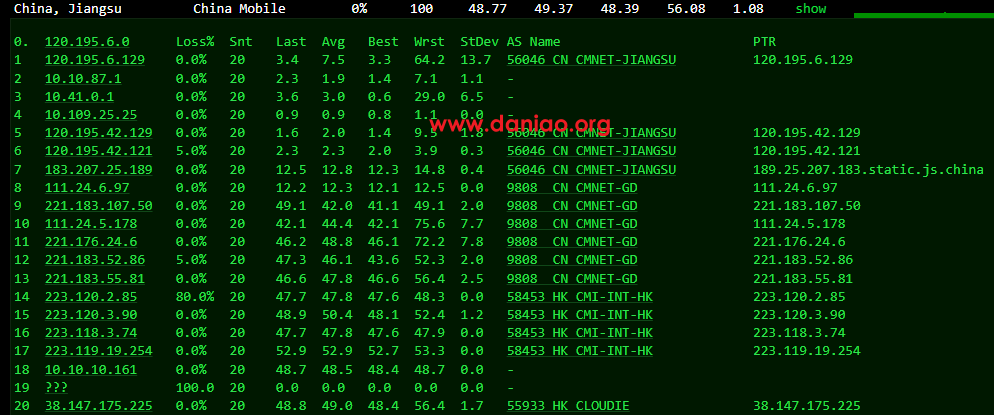 China, Jiangsu China Mobile 0% 100 48.77 49.37 48.39 56.08 1.08 show
0. 120.195.6.0 Loss% Snt Last Avg Best Wrst StDev AS Name PTR
1 120.195.6.129 0.0% 20 3.4 7.5 3.3 64.2 13.7 56046 CN CMNET-JIANGSU 120.195.6.129
2 10.10.87.1 0.0% 20 2.3 1.9 1.4 7.1 1.1 -
3 10.41.0.1 0.0% 20 3.6 3.0 0.6 29.0 6.5 -
4 10.109.25.25 0.0% 20 0.9 0.9 0.8 1.1 0.0 -
www.daniao.org
5 120.195.42.129 0.0% 20 1.6 2.0 1.4 9.5 1.8 56046 CN CMNET-JIANGSU 120.195.42.129
6 120.195.42.121 5.0% 20 2.3 2.3 2.0 3.9 0.3 56046 CN CMNET-JIANGSU 120.195.42.121
7 183.207.25.189 0.0% 20 12.5 12.8 12.3 14.8 0.4 56046 CN CMNET-JIANGSU 189.25.207.183.static.js.china
8 111.24.6.97 0.0% 20 12.2 12.3 12.1 12.5 0.0 9808 CN CMNET-GD 111.24.6.97
9 221.183.107.50 0.0% 20 49.1 42.0 41.1 49.1 2.0 9808 CN CMNET-GD 221.183.107.50
10 111.24.5.178 0.0% 20 42.1 44.4 42.1 75.6 7.7 9808 CN CMNET-GD 111.24.5.178
11 221.176.24.6 0.0% 20 46.2 48.8 46.1 72.2 7.8 9808 CN CMNET-GD 221.176.24.6
12 221.183.52.86 5.0% 20 47.3 46.1 43.6 52.3 2.0 9808 CN CMNET-GD 221.183.52.86
13 221.183.55.81 0.0% 20 46.6 47.8 46.6 56.4 2.5 9808 CN CMNET-GD 221.183.55.81
14 223.120.2.85 80.0% 20 47.7 47.8 47.6 48.3 0.0 58453 HK CMI-INT-HK 223.120.2.85
15 223.120.3.90 0.0% 20 48.9 50.4 48.1 52.4 1.2 58453 HK CMI-INT-HK 223.120.3.90
16 223.118.3.74 0.0% 20 47.7 47.8 47.6 47.9 0.0 58453 HK CMI-INT-HK 223.118.3.74
17 223.119.19.254 0.0% 20 52.9 52.9 52.7 53.3 0.0 58453 HK CMI-INT-HK 223.119.19.254
18 10.10.10.161 0.0% 20 48.7 48.5 48.4 48.7 0.0 -
19 ??? 100.0 20 0.0 0.0 0.0 0.0 0.0 -
20 38.147.175.225 0.0% 20 48.8 49.0 48.4 56.4 1.7 55933 HK CLOUDIE 38.147.175.225